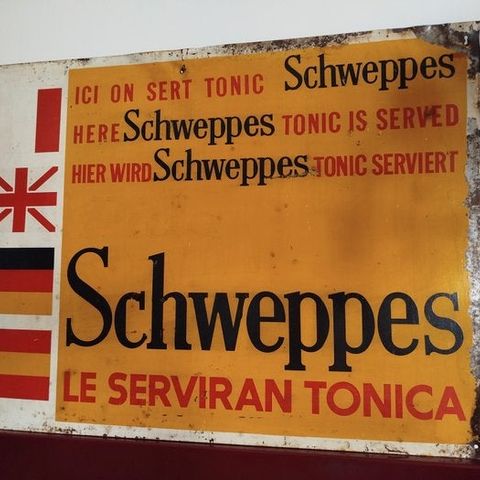 ICI ON SERT TONIC Schweppes
HERE Schweppes TONIC IS SERVED
HIER WIRD Schweppes TONIC SERVIERT
Schweppes
LE SERVIRAN TONICA